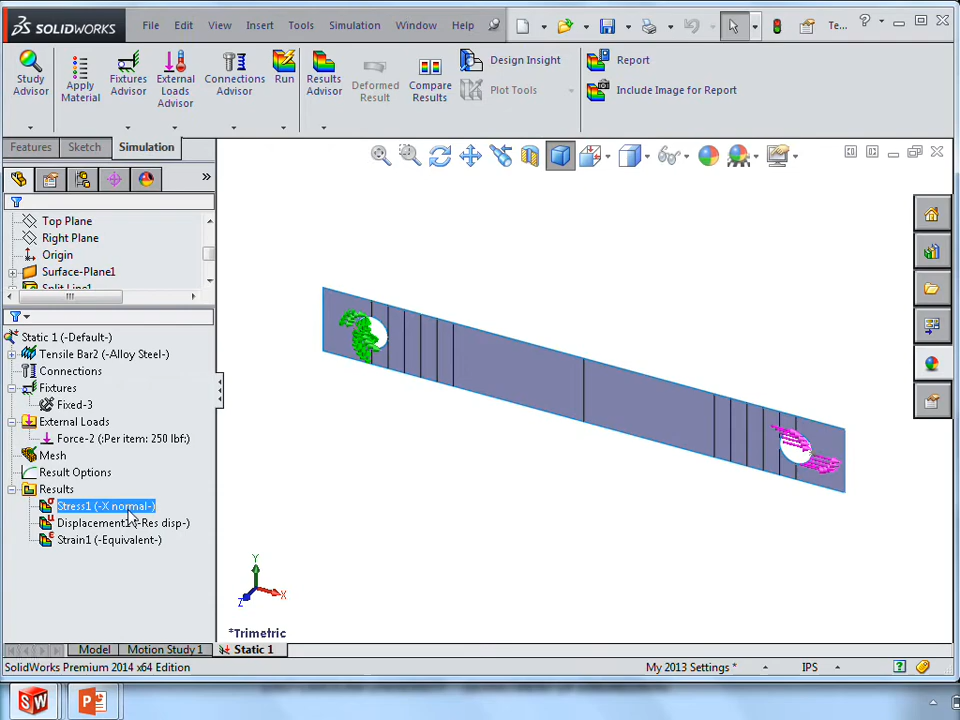 SOLIDWORKS File Edit View Insert Tools Simulation Window Help Te... ?
Study Advisor
Apply Material
Fixtures Advisor
External Loads Advisor
Connections Advisor
Run
Results Advisor
Deformed Result
Compare Results
Design Insight
Plot Tools
Report
Include Image for Report
Features Sketch Simulation
Top Plane
Right Plane
Origin
Surface-Plane1
Split Line1
Static 1 (-Default-)
Tensile Bar2 (-Alloy Steel-)
Connections
Fixtures
Fixed-3
External Loads
Force-2 (:Per item: 250 lbf:)
Mesh
Result Options
Results
Stress1 (-X normal-)
Displacement1 (-Res disp-)
Strain1 (-Equivalent-)
Y
X
Z
*Trimetric
Model Motion Study 1 Static 1
SolidWorks Premium 2014 x64 Edition My 2013 Settings * IPS ?
SW P